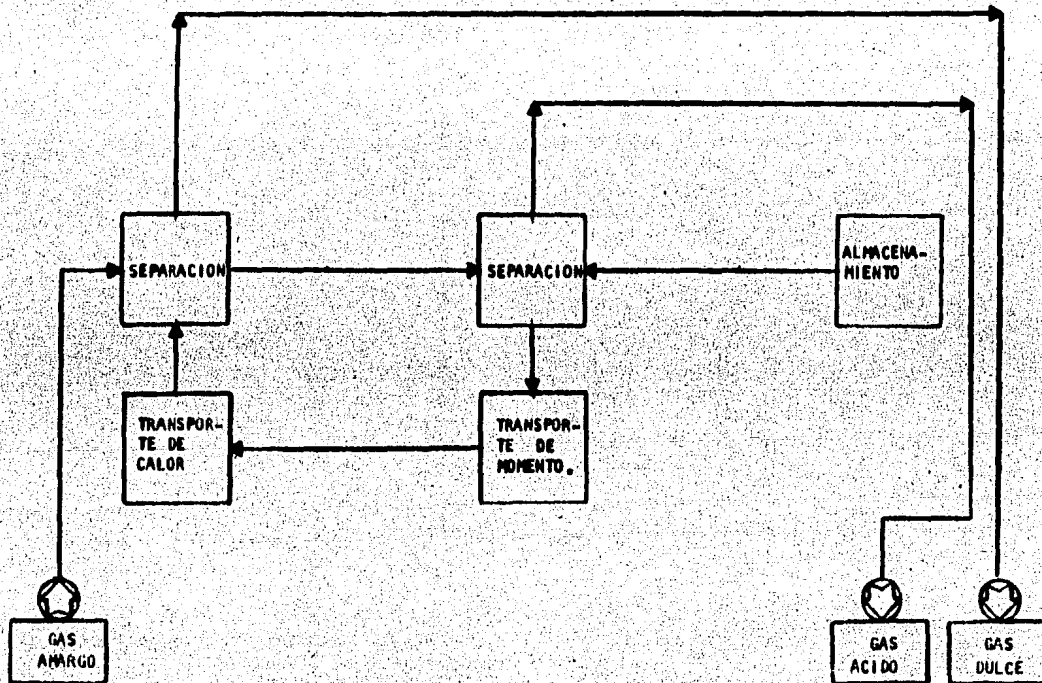 SEPARACION
SEPARACION
ALMACENA-
MIENTO
TRANSPOR-
TE DE
CALOR
TRANSPOR-
TE DE
MOMENTO.
GAS
AMARGO
GAS
ACIDO
GAS
DULCE